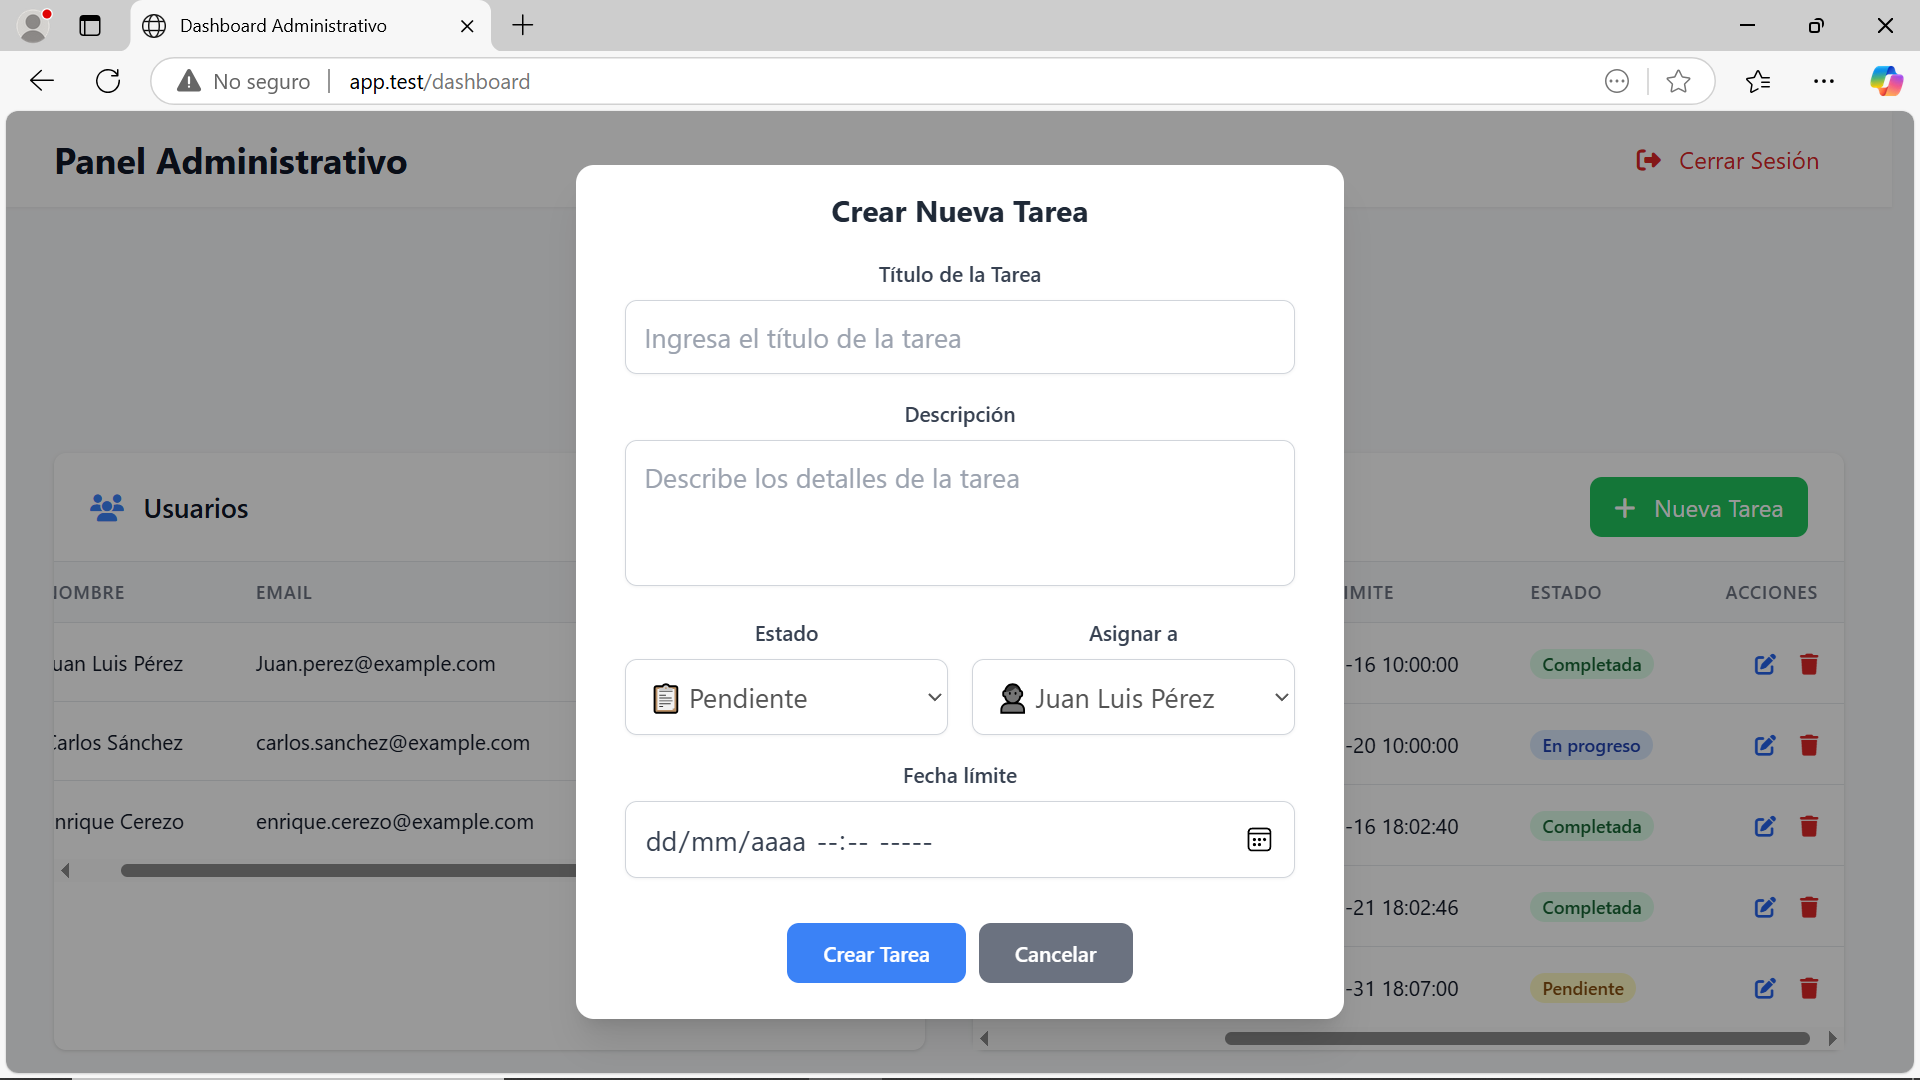 Dashboard Administrativo
No seguro
app.test/dashboard
Panel Administrativo
Cerrar Sesión
Crear Nueva Tarea
Título de la Tarea
Ingresa el título de la tarea
Descripción
Describe los detalles de la tarea
Estado
Asignar a
Pendiente
Juan Luis Pérez
Fecha límite
dd/mm/aaaa --:-- -----
Crear Tarea
Cancelar
Usuarios
OMBRE EMAIL
uan Luis Pérez Juan.perez@example.com
arlos Sánchez carlos.sanchez@example.com
nrique Cerezo enrique.cerezo@example.com
Nueva Tarea
IMITE ESTADO ACCIONES
-16 10:00:00 Completada
-20 10:00:00 En progreso
-16 18:02:40 Completada
-21 18:02:46 Completada
-31 18:07:00 Pendiente